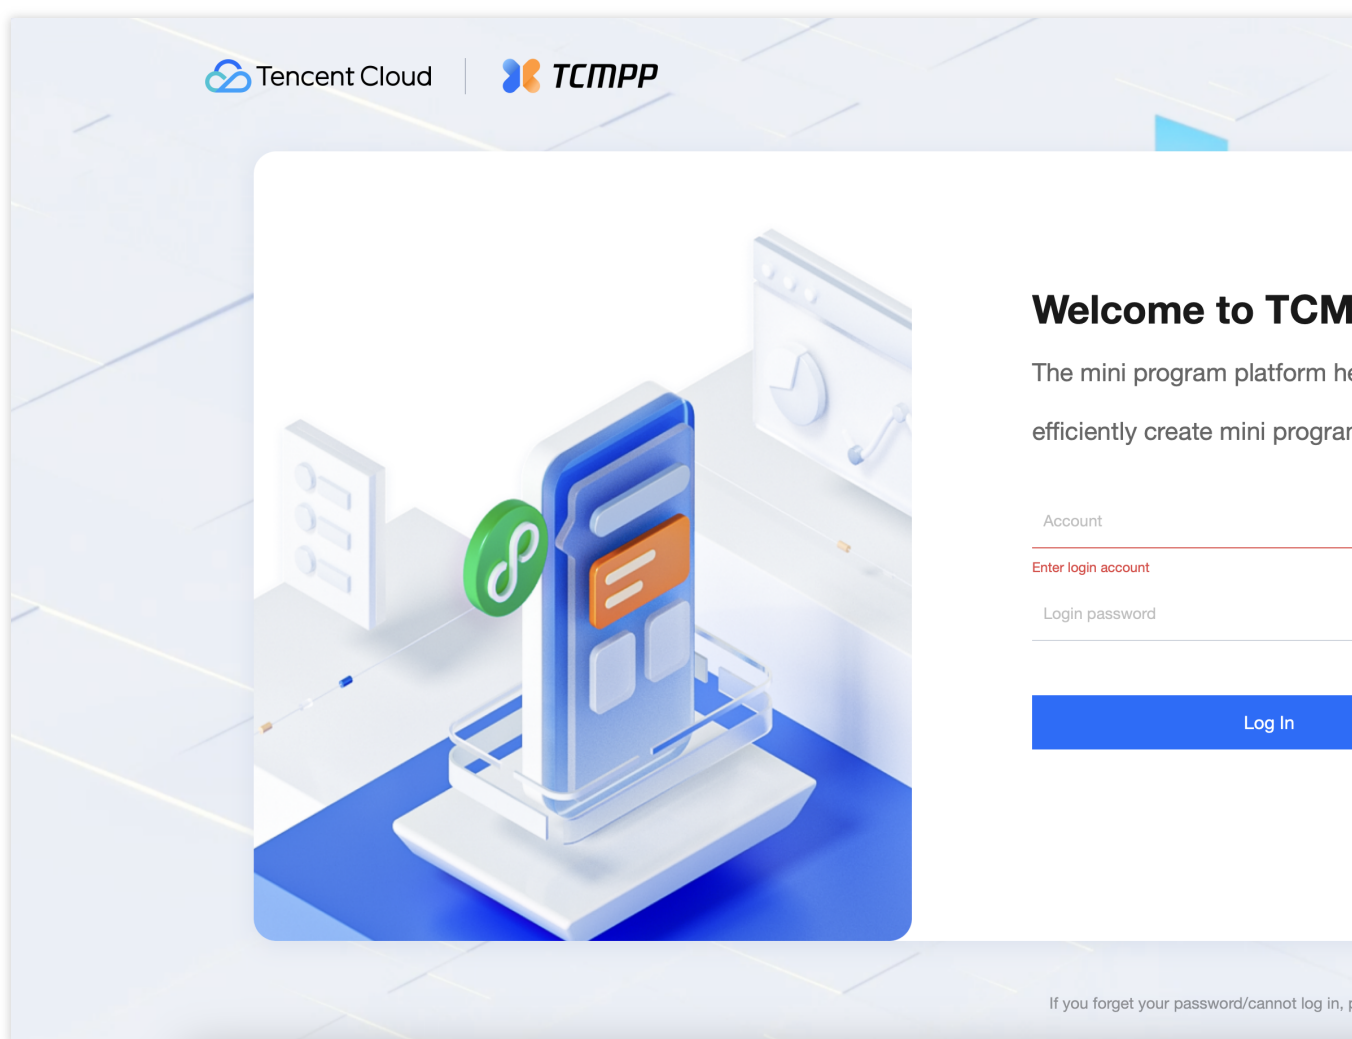 Tencent Cloud
TCMPP
Welcome to TCM
The mini program platform he
efficiently create mini program
Account
Enter login account
Login password
Log In
If you forget your password/cannot log in, p